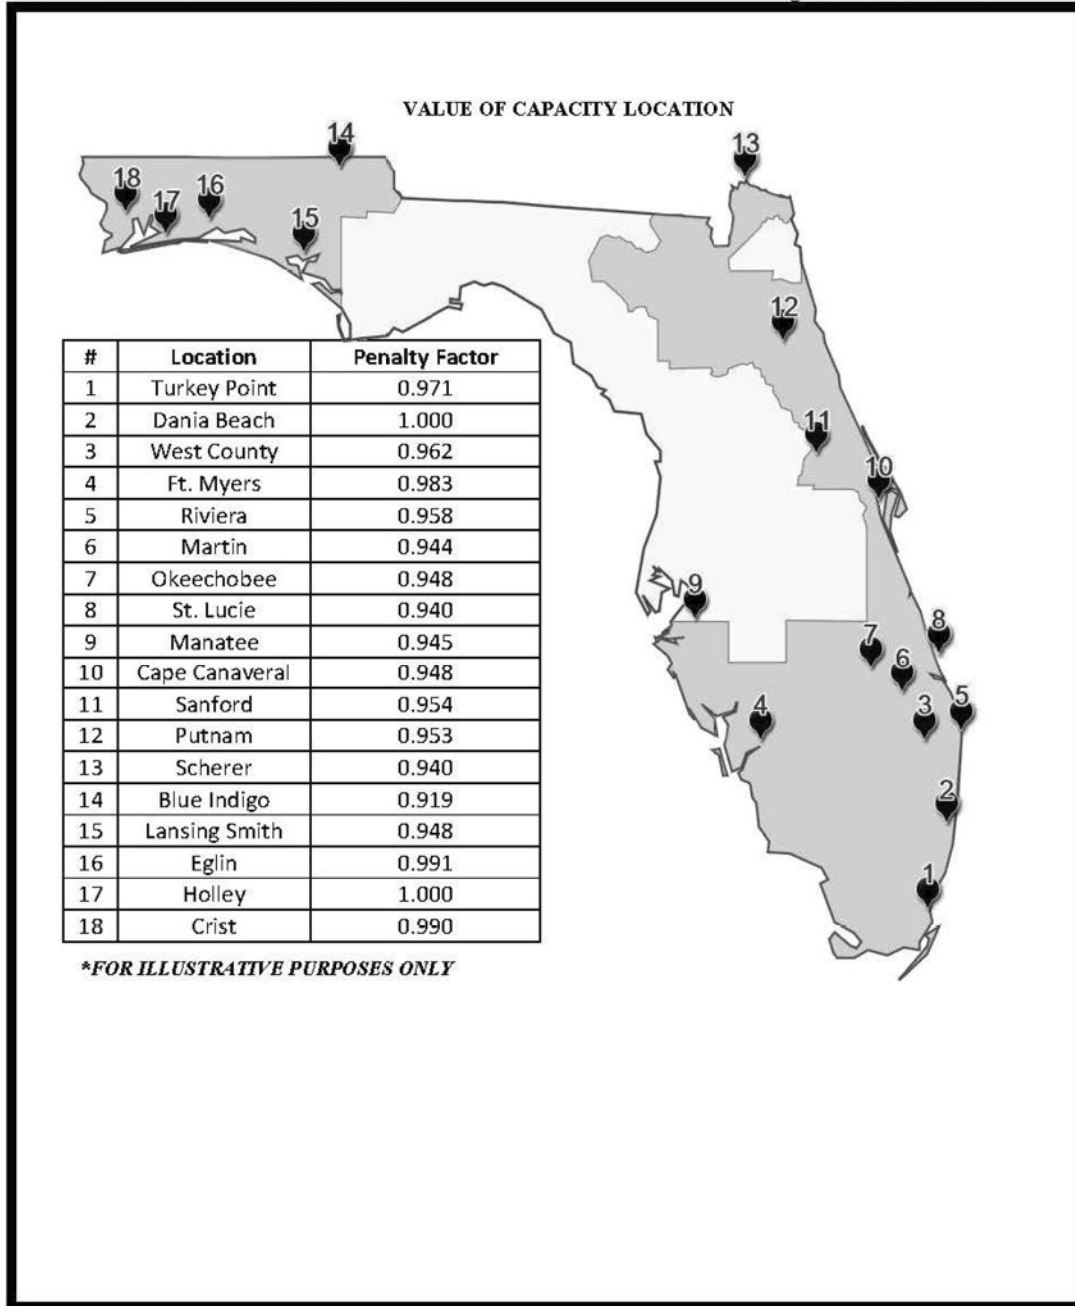 VALUE OF CAPACITY LOCATION
14
13
18
17
16
15
12
11
10
9
8
7
6
5
4
3
2
1
# Location Penalty Factor
1 Turkey Point 0.971
2 Dania Beach 1.000
3 West County 0.962
4 Ft. Myers 0.983
5 Riviera 0.958
6 Martin 0.944
7 Okeechobee 0.948
8 St. Lucie 0.940
9 Manatee 0.945
10 Cape Canaveral 0.948
11 Sanford 0.954
12 Putnam 0.953
13 Scherer 0.940
14 Blue Indigo 0.919
15 Lansing Smith 0.948
16 Eglin 0.991
17 Holley 1.000
18 Crist 0.990
*FOR ILLUSTRATIVE PURPOSES ONLY